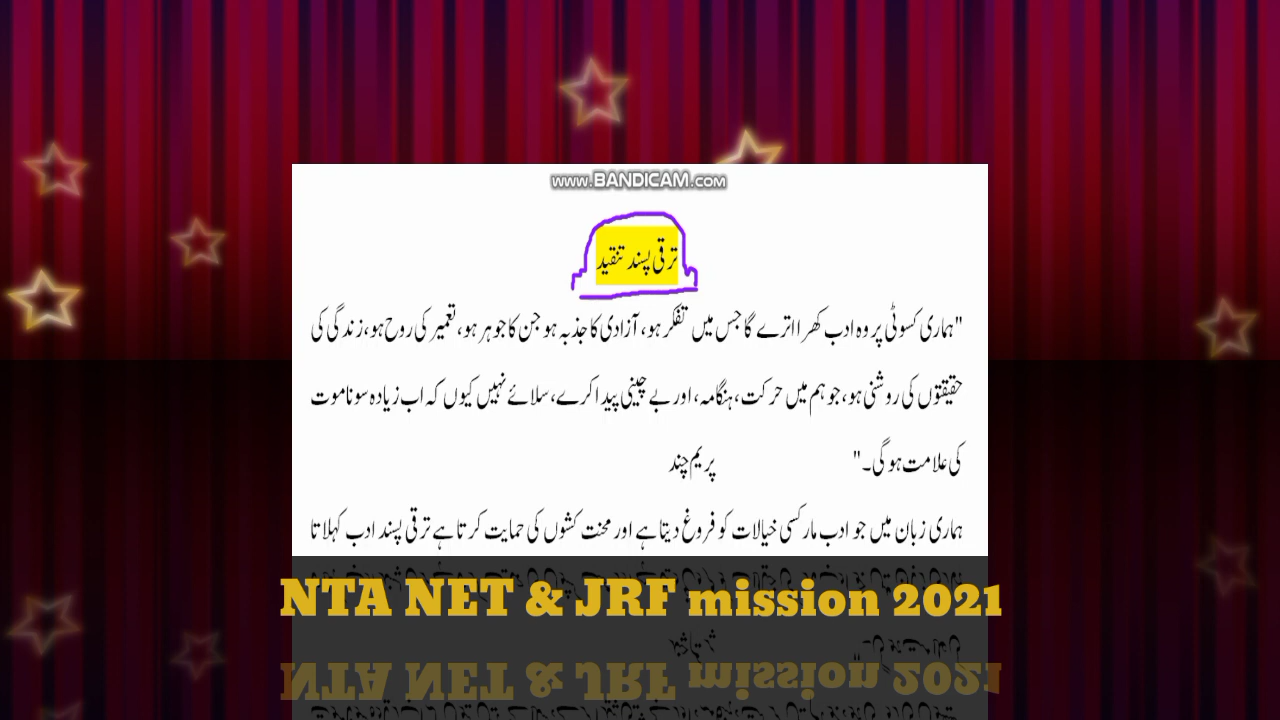 www.BANDICAM.com
ترقی پسند تنقید
"ہماری کسوٹی پر وہ ادب کھرا اترے گا جس میں تفکر ہو، آزادی کا جذبہ ہو جن کا جوہر ہو، تعمیر کی روح ہو، زندگی کی
حقیقتوں کی روشنی ہو، جو ہم میں حرکت، ہنگامہ، اور بے چینی پیدا کرے، سلائے نہیں کیوں کہ اب زیادہ سونا موت
کی علامت ہوگی۔" پریم چند
ہماری زبان میں جو ادب مارکسی خیالات کو فروغ دیتا ہے اور محنت کشوں کی حمایت کرتا ہے ترقی پسند ادب کہلاتا
NTA NET & JRF mission 2021